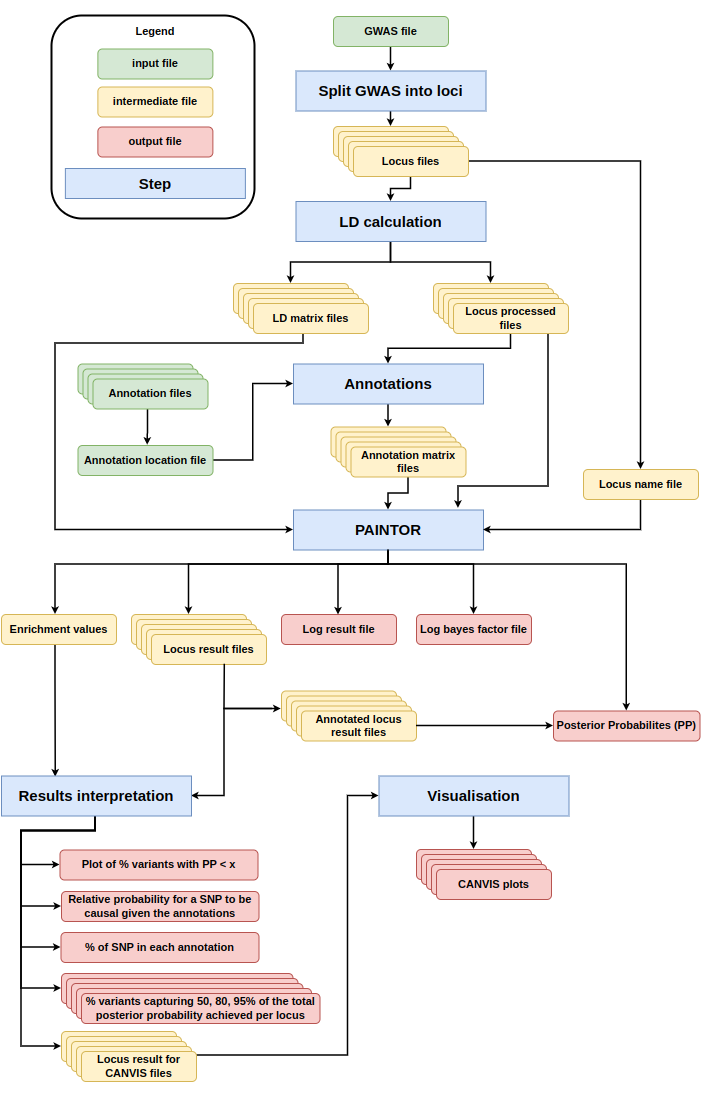 Legend
input file
intermediate file
output file
Step
GWAS file
Split GWAS into loci
Locus files
LD calculation
LD matrix files
Locus processed
files
Annotation files
Annotations
Annotation location file
Annotation matrix
files
Locus name file
PAINTOR
Enrichment values
Locus result files
Log result file
Log bayes factor file
Annotated locus
result files
Posterior Probabilites (PP)
Results interpretation
Visualisation
Plot of % variants with PP < x
Relative probability for a SNP to be
causal given the annotations
% of SNP in each annotation
% variants capturing 50, 80, 95% of the total
posterior probability achieved per locus
Locus result for
CANVIS files
CANVIS plots